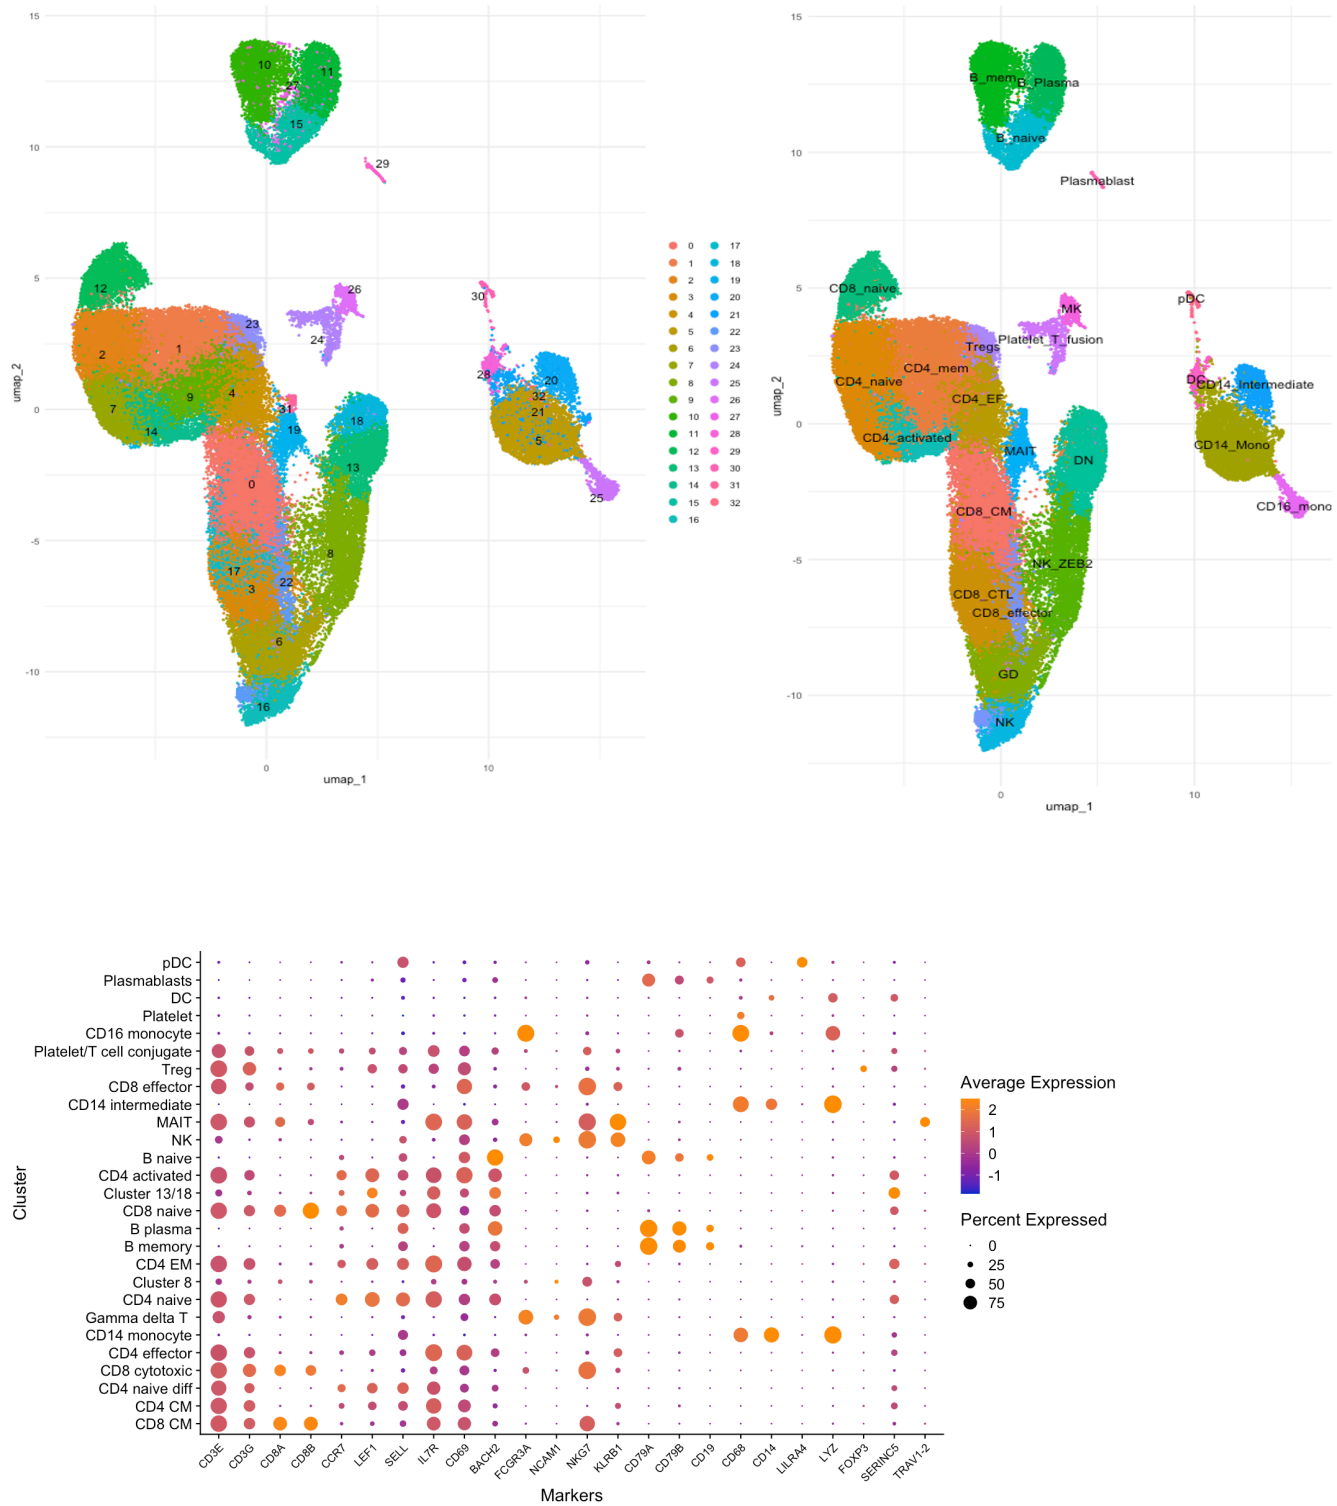 15
10
5
0
-5
-10
umap_2
0
10
umap_1
10
11
27
15
29
12
23
26
24
30
2
1
28
20
32
21
7
9
4
14
31
19
18
5
13
25
0
8
17
3
22
6
16
0 17
1 18
2 19
3 20
4 21
5 22
6 23
7 24
8 25
9 26
10 27
11 28
12 29
13 30
14 31
15 32
16
15
10
5
0
-5
-10
umap_2
0
10
umap_1
B_mem
B_Plasma
B_naive
Plasmablast
CD8_naive
MK
pDC
Tregs
Platelet_T_fusion
CD4_mem
CD4_naive
DC
CD14_Intermediate
CD4_EF
CD4_activated
MAIT
DN
CD14_Mono
CD8_CM
CD16_mono
NK_ZEB2
CD8_CTL
CD8_effector
GD
NK
Cluster
pDC
Plasmablasts
DC
Platelet
CD16 monocyte
Platelet/T cell conjugate
Treg
CD8 effector
CD14 intermediate
MAIT
NK
B naive
CD4 activated
Cluster 13/18
CD8 naive
B plasma
B memory
CD4 EM
Cluster 8
CD4 naive
Gamma delta T
CD14 monocyte
CD4 effector
CD8 cytotoxic
CD4 naive diff
CD4 CM
CD8 CM
CD3E
CD3G
CD8A
CD8B
CCR7
LEF1
SELL
IL7R
CD69
BACH2
FCGR3A
NCAM1
NKG7
KLRB1
CD79A
CD79B
CD19
CD68
CD14
LILRA4
LYZ
FOXP3
SERINC5
TRAV1-2
Markers
Average Expression
2
1
0
-1
Percent Expressed
0
25
50
75